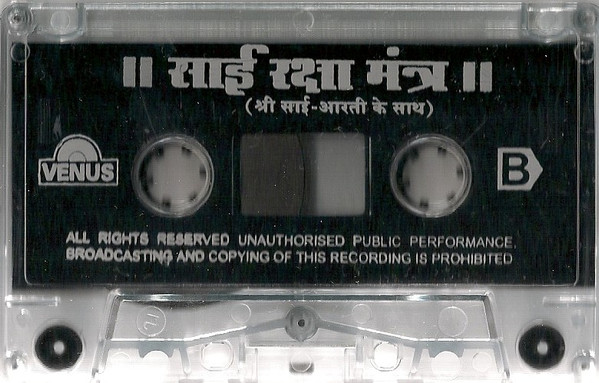 ॥ साई रक्षा मंत्र ॥
(श्री साई-आरती के साथ)
VENUS
B
ALL RIGHTS RESERVED UNAUTHORISED PUBLIC PERFORMANCE.
BROADCASTING AND COPYING OF THIS RECORDING IS PROHIBITED